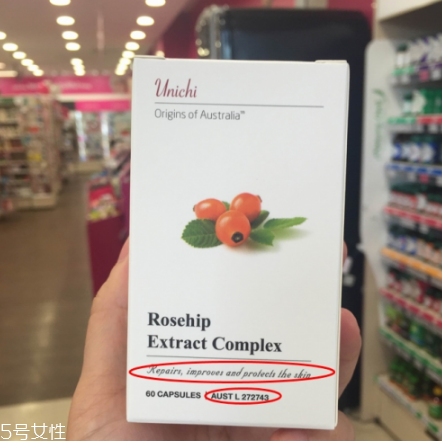 Unichi
Origins of Australia™
Rosehip
Extract Complex
Repairs, improves and protects the skin
60 CAPSULES AUST L 272743
5号女性